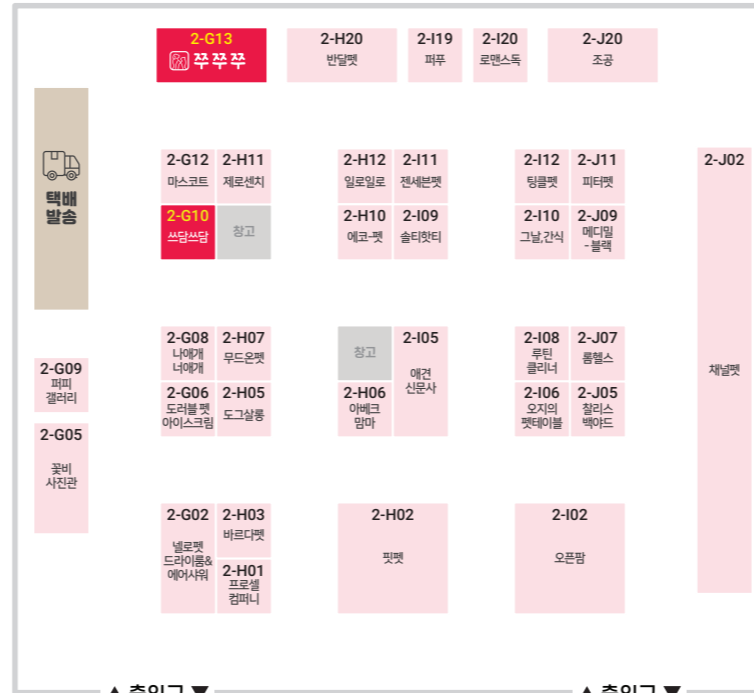 2-G13
쭈쭈쭈
2-H20
반달펫
2-I19
퍼푸
2-I20
로맨스독
2-J20
조공
택배
발송
2-G12
마스코트
2-H11
제로센치
2-H12
일로일로
2-I11
젠세븐펫
2-I12
팅클펫
2-J11
피터펫
2-J02
채널펫
2-G10
쓰담쓰담
창고
2-H10
에코-펫
2-I09
솔티핫티
2-I10
그날,간식
2-J09
메디밀
- 블랙
2-G08
나애개
너애개
2-H07
무드온펫
창고
2-I05
애견
신문사
2-I08
루틴
클리너
2-J07
롬헬스
2-G09
퍼피
갤러리
2-G06
도러블 펫
아이스크림
2-H05
도그살롱
2-H06
아베크
맘마
2-I06
오지의
펫테이블
2-J05
찰리스
백야드
2-G05
꽃비
사진관
2-G02
넬로펫
드라이룸&
에어샤워
2-H03
바르다펫
2-H01
프로셀
컴퍼니
2-H02
핏펫
2-I02
오픈팜
▲ 출입구 ▼
▲ 출입구 ▼